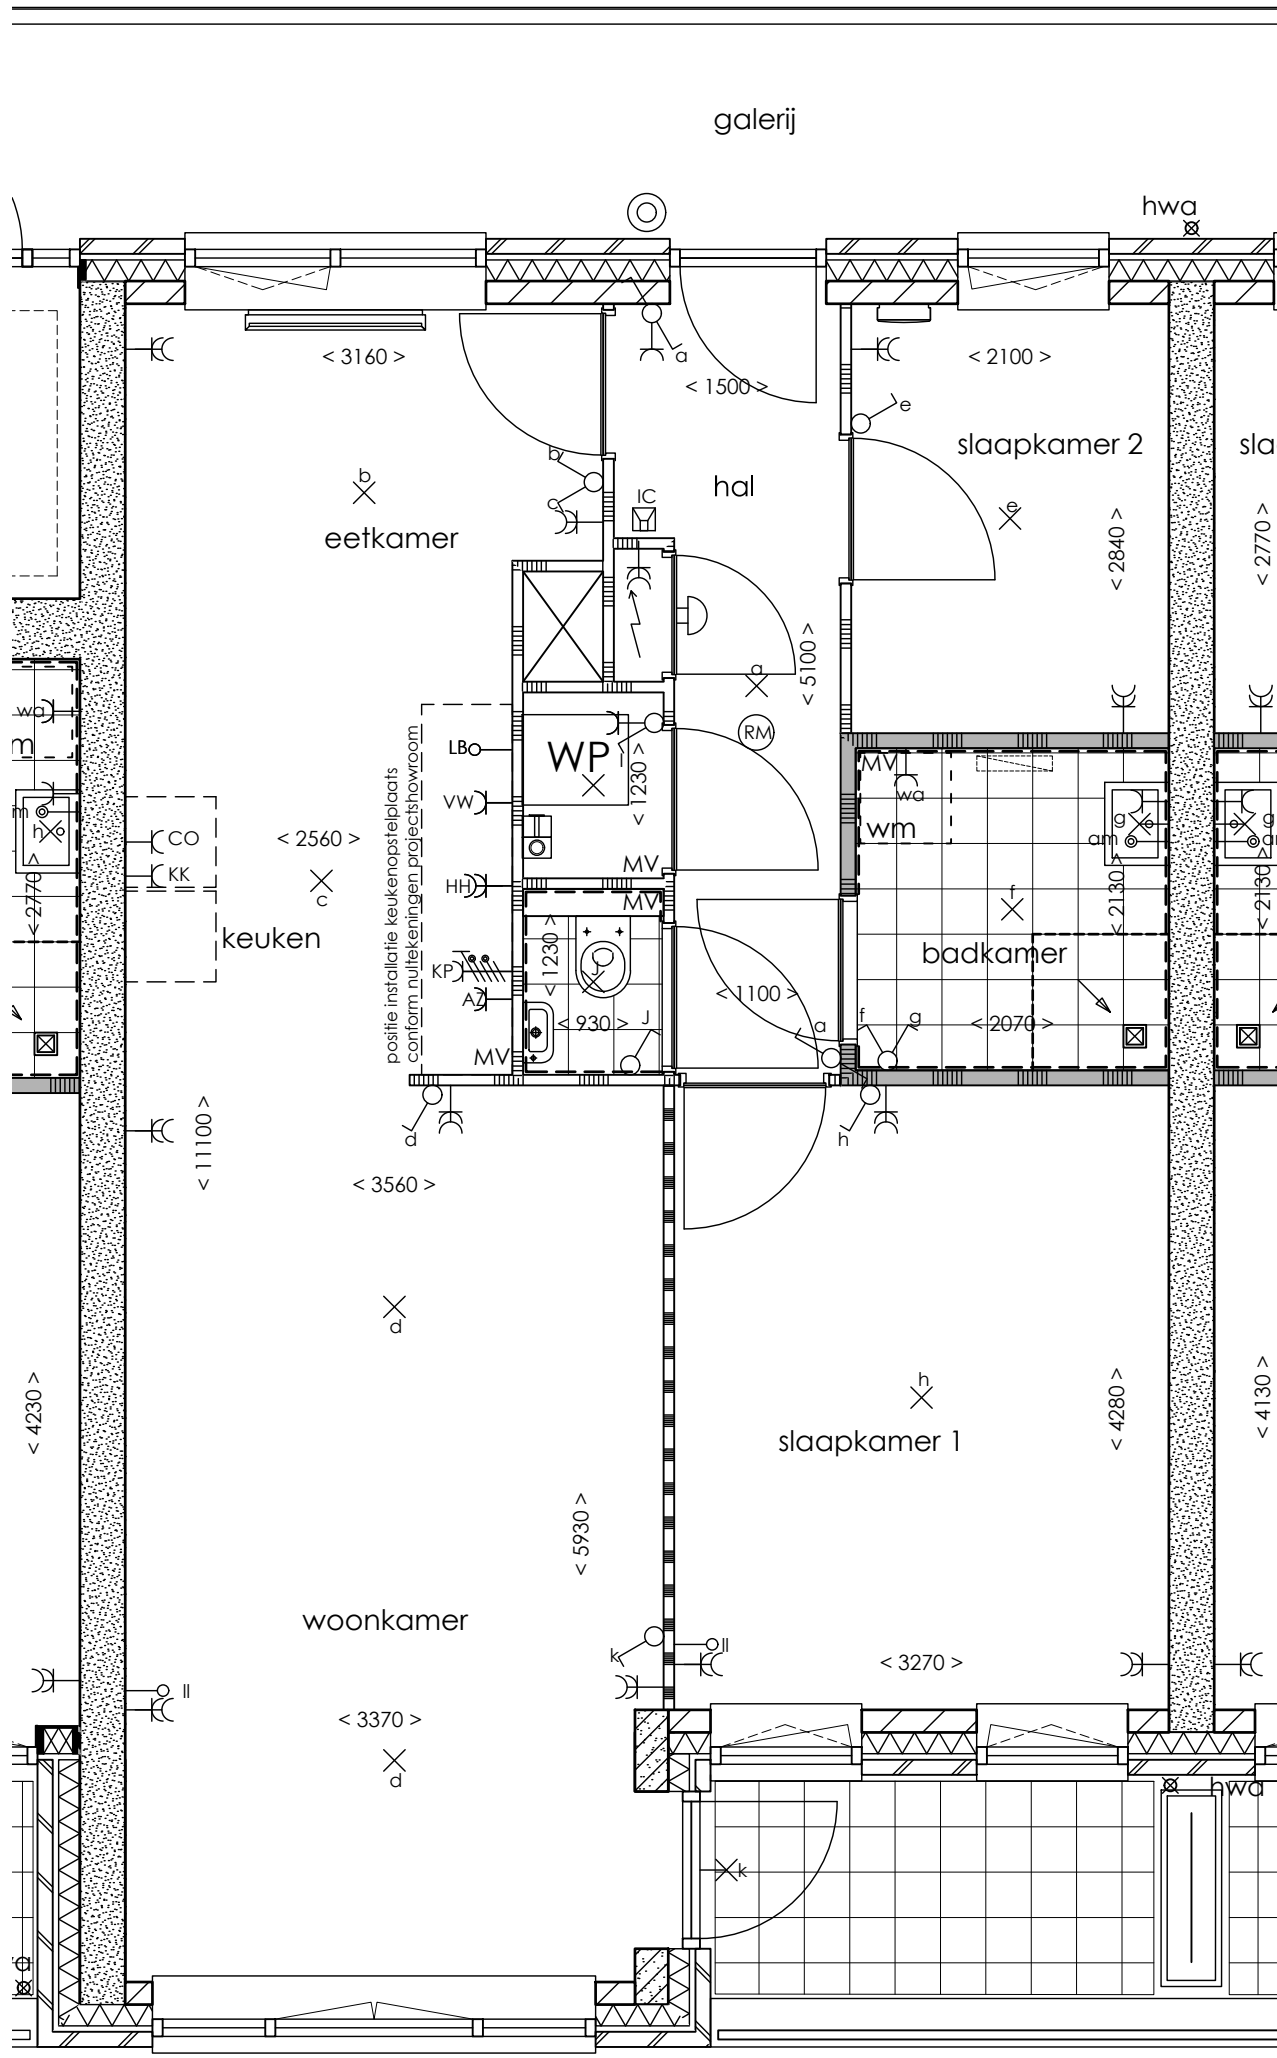 galerij
hwa
< 3160 >
a
< 1500 >
< 2100 >
e
slaapkamer 2
sla
b
b
c
hal
IC
e
eetkamer
< 2840 >
< 2770 >
< 5100 >
a
RM
wa
m
LB
WP
i
< 1230 >
MV
wa
wm
VW
CO
KK
< 2560 >
c
keuken
positie installatie keukenopstelplaats
conform nultekeningen projectshowroom
HH
MV
MV
m
h
< 2770 >
g
am
g
am
< 2130 >
< 2130 >
f
badkamer
KP
AZ
< 1230 >
J
< 930 >
J
MV
< 1100 >
a
f
g
< 2070 >
d
h
< 11100 >
< 3560 >
d
h
slaapkamer 1
< 4230 >
< 4280 >
< 4130 >
< 5930 >
woonkamer
k
II
< 3270 >
II
< 3370 >
d
hwa
k
a